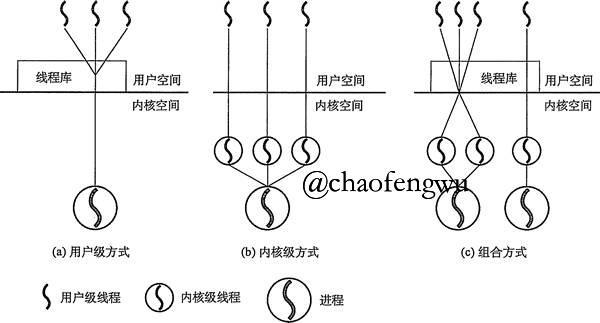 线程库
用户空间
内核空间
用户空间
内核空间
线程库
用户空间
内核空间
@chaofengwu
(a) 用户级方式
(b) 内核级方式
(c) 组合方式
用户级线程
内核级线程
进程